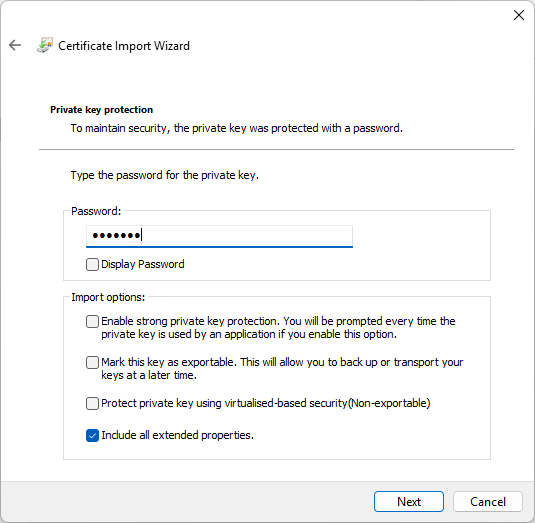 Certificate Import Wizard
Private key protection
To maintain security, the private key was protected with a password.
Type the password for the private key.
Password:
•••••••
Display Password
Import options:
Enable strong private key protection. You will be prompted every time the
private key is used by an application if you enable this option.
Mark this key as exportable. This will allow you to back up or transport your
keys at a later time.
Protect private key using virtualised-based security(Non-exportable)
Include all extended properties.
Next Cancel